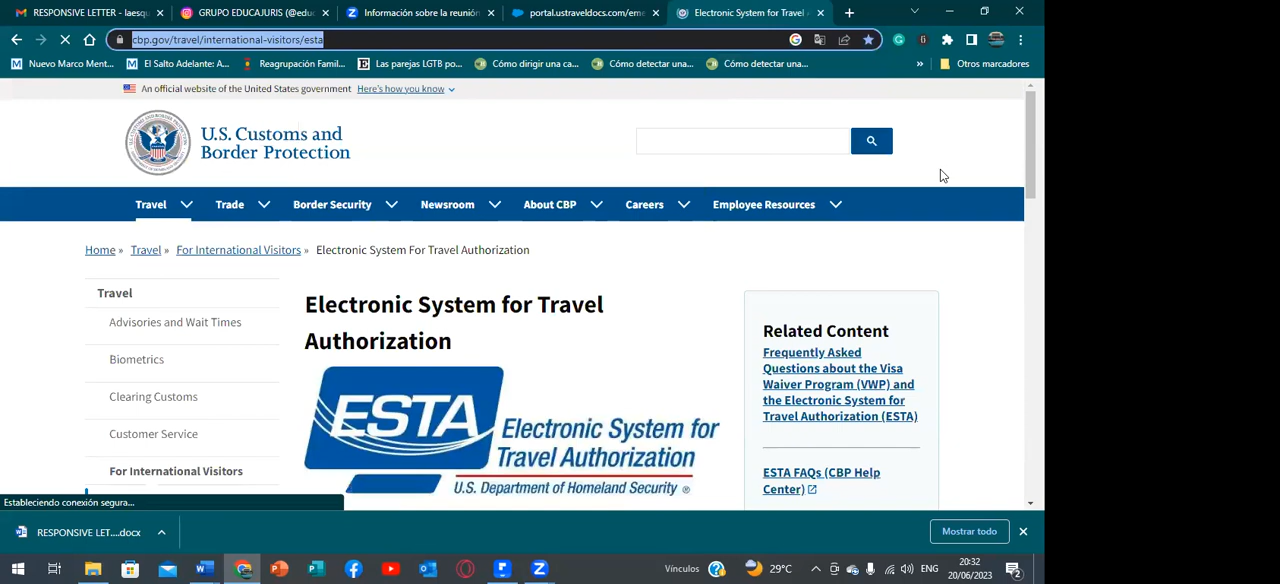 RESPONSIVE LETTER - laesqu
GRUPO EDUCAJURIS (@edu
Información sobre la reunión
portal.ustraveldocs.com/eme
Electronic System for Travel
cbp.gov/travel/international-visitors/esta
Nuevo Marco Ment...
El Salto Adelante: A...
Reagrupación Famil...
Las parejas LGTB po...
Cómo dirigir una ca...
Cómo detectar una...
Cómo detectar una...
»
Otros marcadores
An official website of the United States government Here's how you know
U.S. Customs and
Border Protection
Travel Trade Border Security Newsroom About CBP Careers Employee Resources
Home » Travel » For International Visitors » Electronic System For Travel Authorization
Travel
Advisories and Wait Times
Biometrics
Clearing Customs
Customer Service
For International Visitors
Electronic System for Travel
Authorization
ESTA
Electronic System for
Travel Authorization
U.S. Department of Homeland Security ®
Related Content
Frequently Asked
Questions about the Visa
Waiver Program (VWP) and
the Electronic System for
Travel Authorization (ESTA)
ESTA FAQs (CBP Help
Center)
Estableciendo conexión segura...
RESPONSIVE LET....docx
Mostrar todo
Vínculos
29°C
ENG
20:32
20/06/2023
2